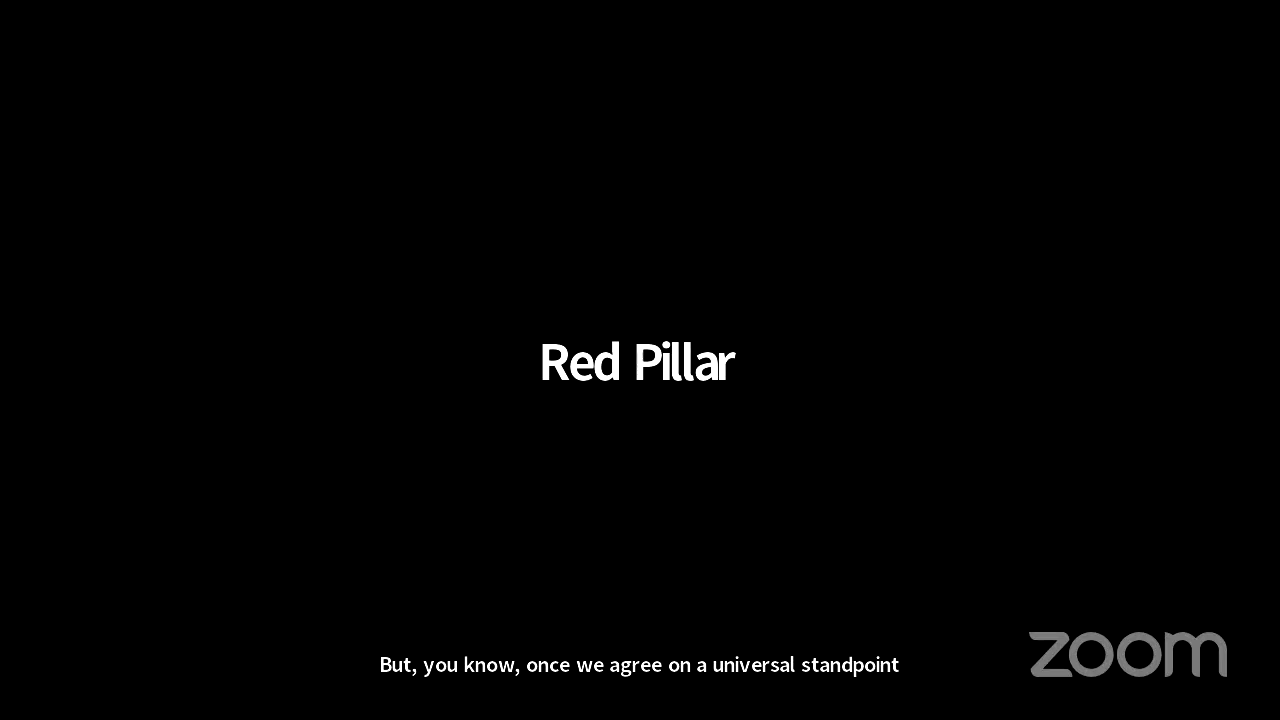 Red Pillar
But, you know, once we agree on a universal standpoint
zoom